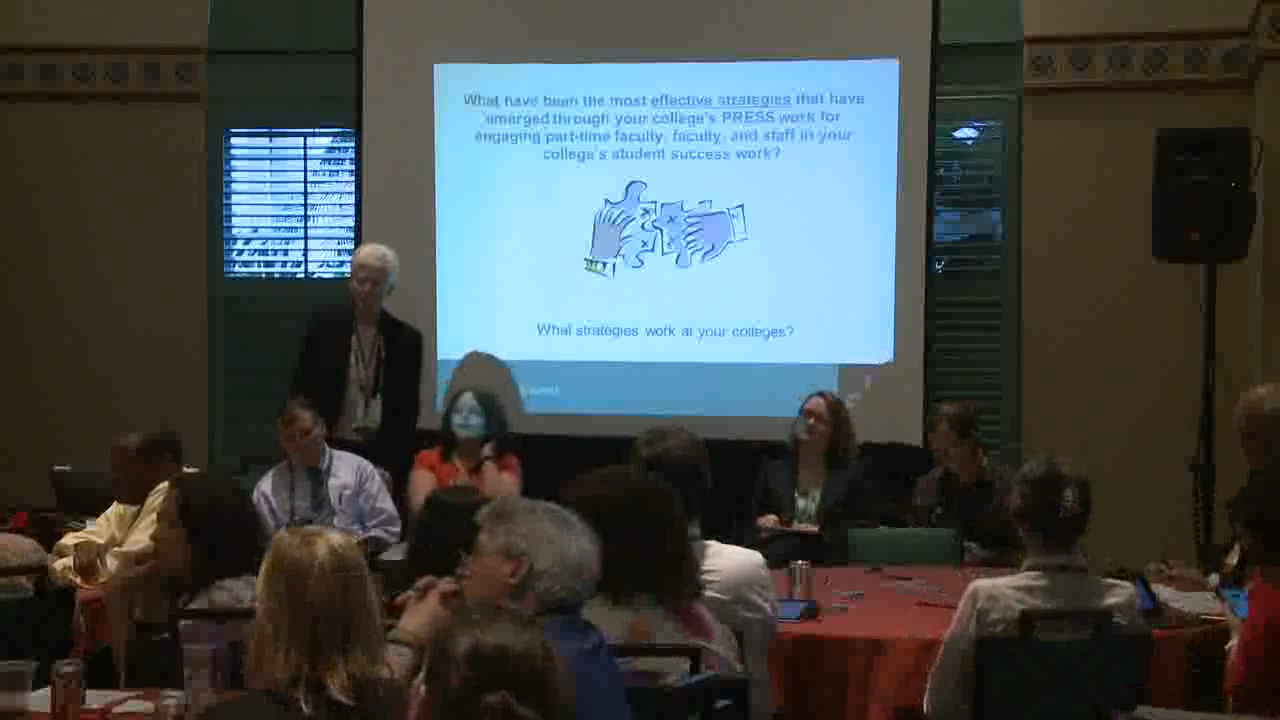 What have been the most effective strategies that have
emerged through your college's PRESS work for
engaging part-time faculty, faculty, and staff in your
college's student success work?
What strategies work at your colleges?